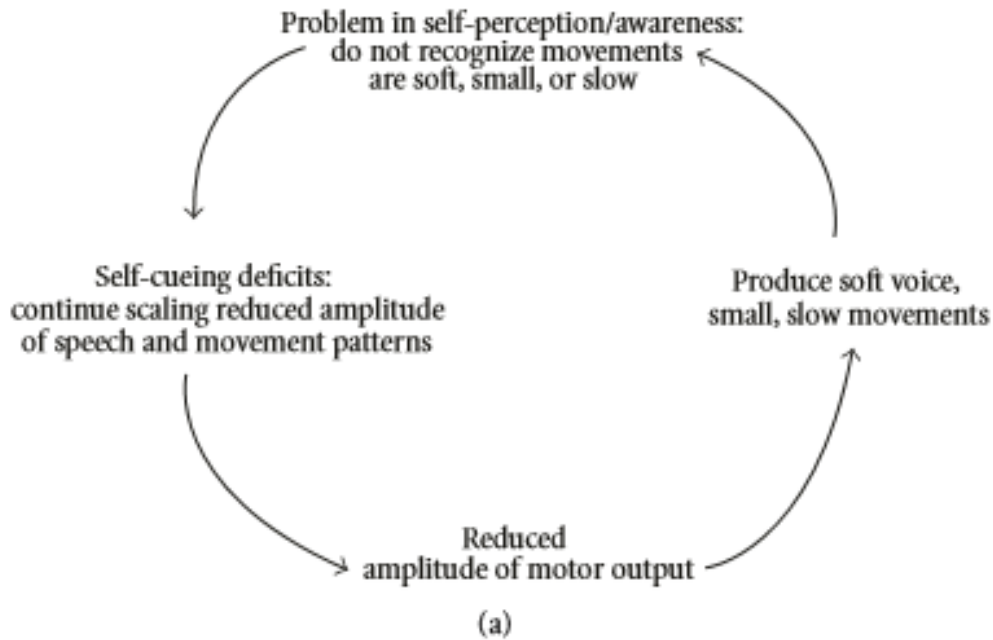 Problem in self-perception/awareness:
do not recognize movements
are soft, small, or slow
Self-cueing deficits:
continue scaling reduced amplitude
of speech and movement patterns
Produce soft voice,
small, slow movements
Reduced
amplitude of motor output
(a)